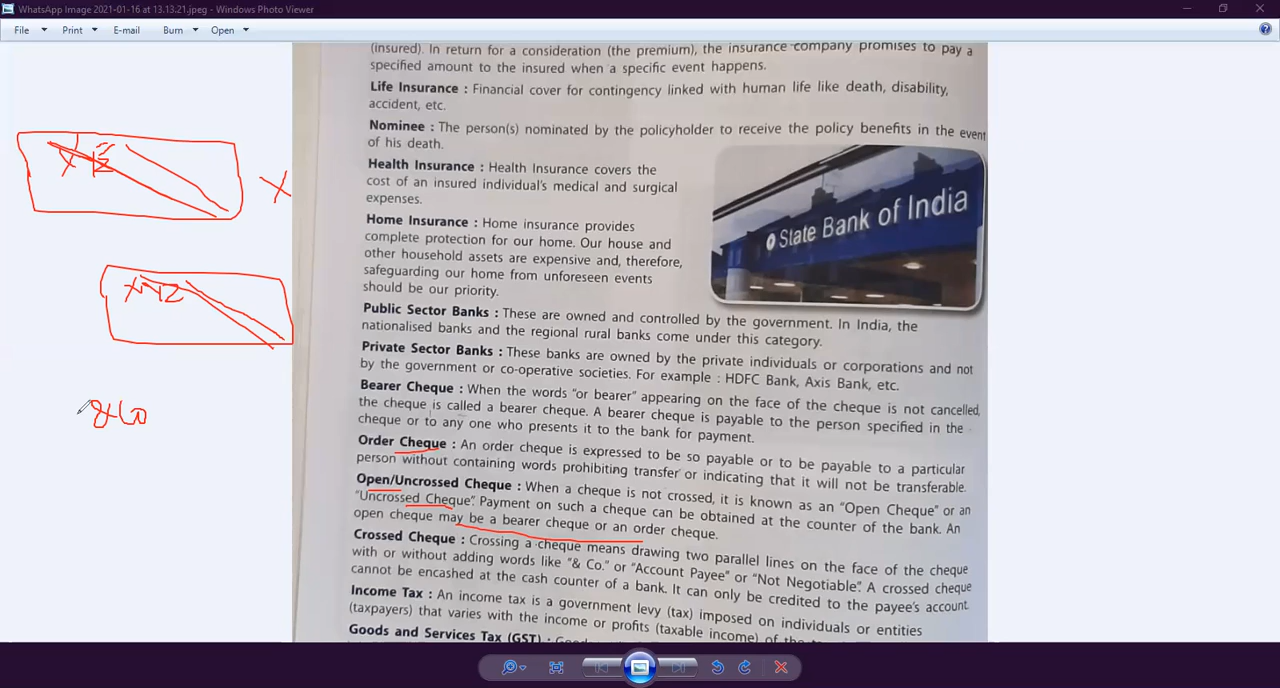 WhatsApp Image 2021-01-16 at 13.13.21.jpeg - Windows Photo Viewer
File Print E-mail Burn Open
(insured). In return for a consideration (the premium), the insurance company promises to pay a
specified amount to the insured when a specific event happens.
Life Insurance : Financial cover for contingency linked with human life like death, disability,
accident, etc.
Nominee : The person(s) nominated by the policyholder to receive the policy benefits in the event
of his death.
Health Insurance : Health Insurance covers the
cost of an insured individual's medical and surgical
expenses.
Home Insurance : Home insurance provides
complete protection for our home. Our house and
other household assets are expensive and, therefore,
safeguarding our home from unforeseen events
should be our priority.
State Bank of India
Public Sector Banks : These are owned and controlled by the government. In India, the
nationalised banks and the regional rural banks come under this category.
Private Sector Banks : These banks are owned by the private individuals or corporations and not
by the government or co-operative societies. For example : HDFC Bank, Axis Bank, etc.
Bearer Cheque : When the words "or bearer" appearing on the face of the cheque is not cancelled,
the cheque is called a bearer cheque. A bearer cheque is payable to the person specified in the
cheque or to any one who presents it to the bank for payment.
Order Cheque : An order cheque is expressed to be so payable or to be payable to a particular
person without containing words prohibiting transfer or indicating that it will not be transferable.
Open/Uncrossed Cheque : When a cheque is not crossed, it is known as an "Open Cheque" or an
"Uncrossed Cheque". Payment on such a cheque can be obtained at the counter of the bank. An
open cheque may be a bearer cheque or an order cheque.
Crossed Cheque : Crossing a cheque means drawing two parallel lines on the face of the cheque
with or without adding words like "& Co." or "Account Payee" or "Not Negotiable". A crossed cheque
cannot be encashed at the cash counter of a bank. It can only be credited to the payee's account.
Income Tax : An income tax is a government levy (tax) imposed on individuals or entities
(taxpayers) that varies with the income or profits (taxable income) of the
Goods and Services Tax (GST) :
X
XYZ
& Co